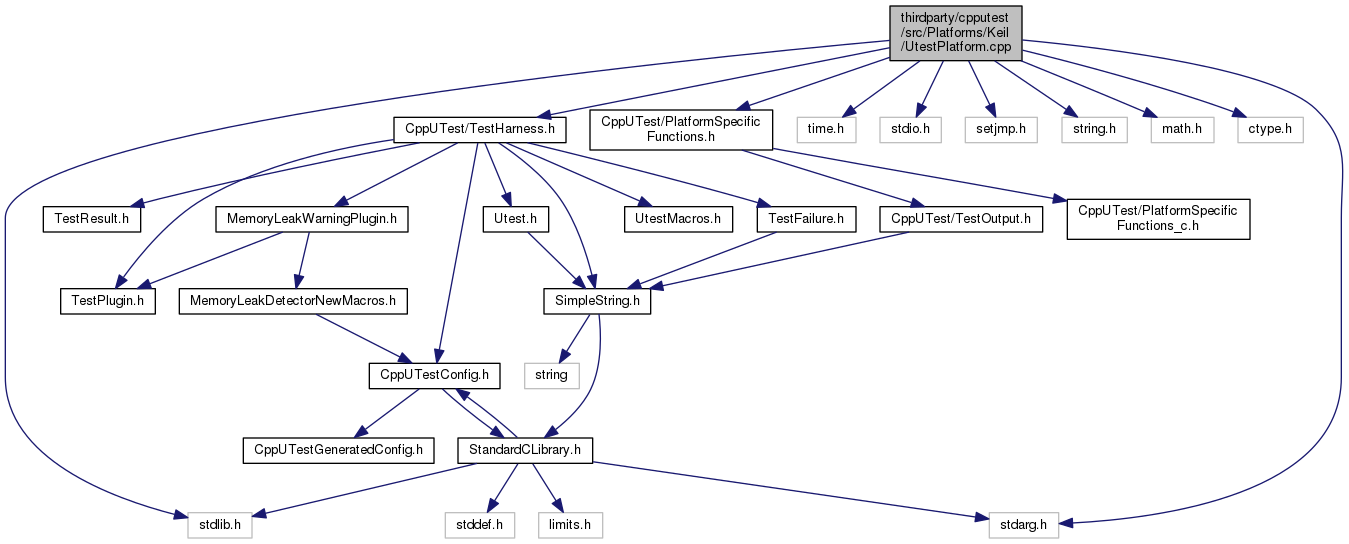 thirdparty/cpputest
/src/Platforms/Keil
/UtestPlatform.cpp
CppUTest/TestHarness.h
CppUTest/PlatformSpecific
Functions.h
time.h
stdio.h
setjmp.h
string.h
math.h
ctype.h
TestResult.h
MemoryLeakWarningPlugin.h
Utest.h
UtestMacros.h
TestFailure.h
CppUTest/TestOutput.h
CppUTest/PlatformSpecific
Functions_c.h
TestPlugin.h
MemoryLeakDetectorNewMacros.h
SimpleString.h
CppUTestConfig.h
string
CppUTestGeneratedConfig.h
StandardCLibrary.h
stdlib.h
stddef.h
limits.h
stdarg.h